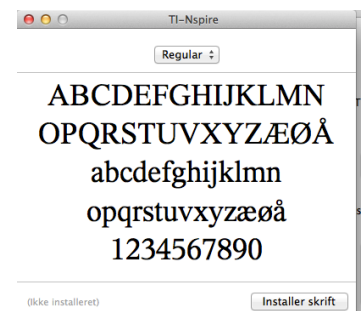 TI-Nspire
Regular
ABCDEFGHIJKLMN
OPQRSTUVXYZÆØÅ
abcdefghijklmn
opqrstuvxyzæøå
1234567890
(Ikke installeret)
Installer skrift